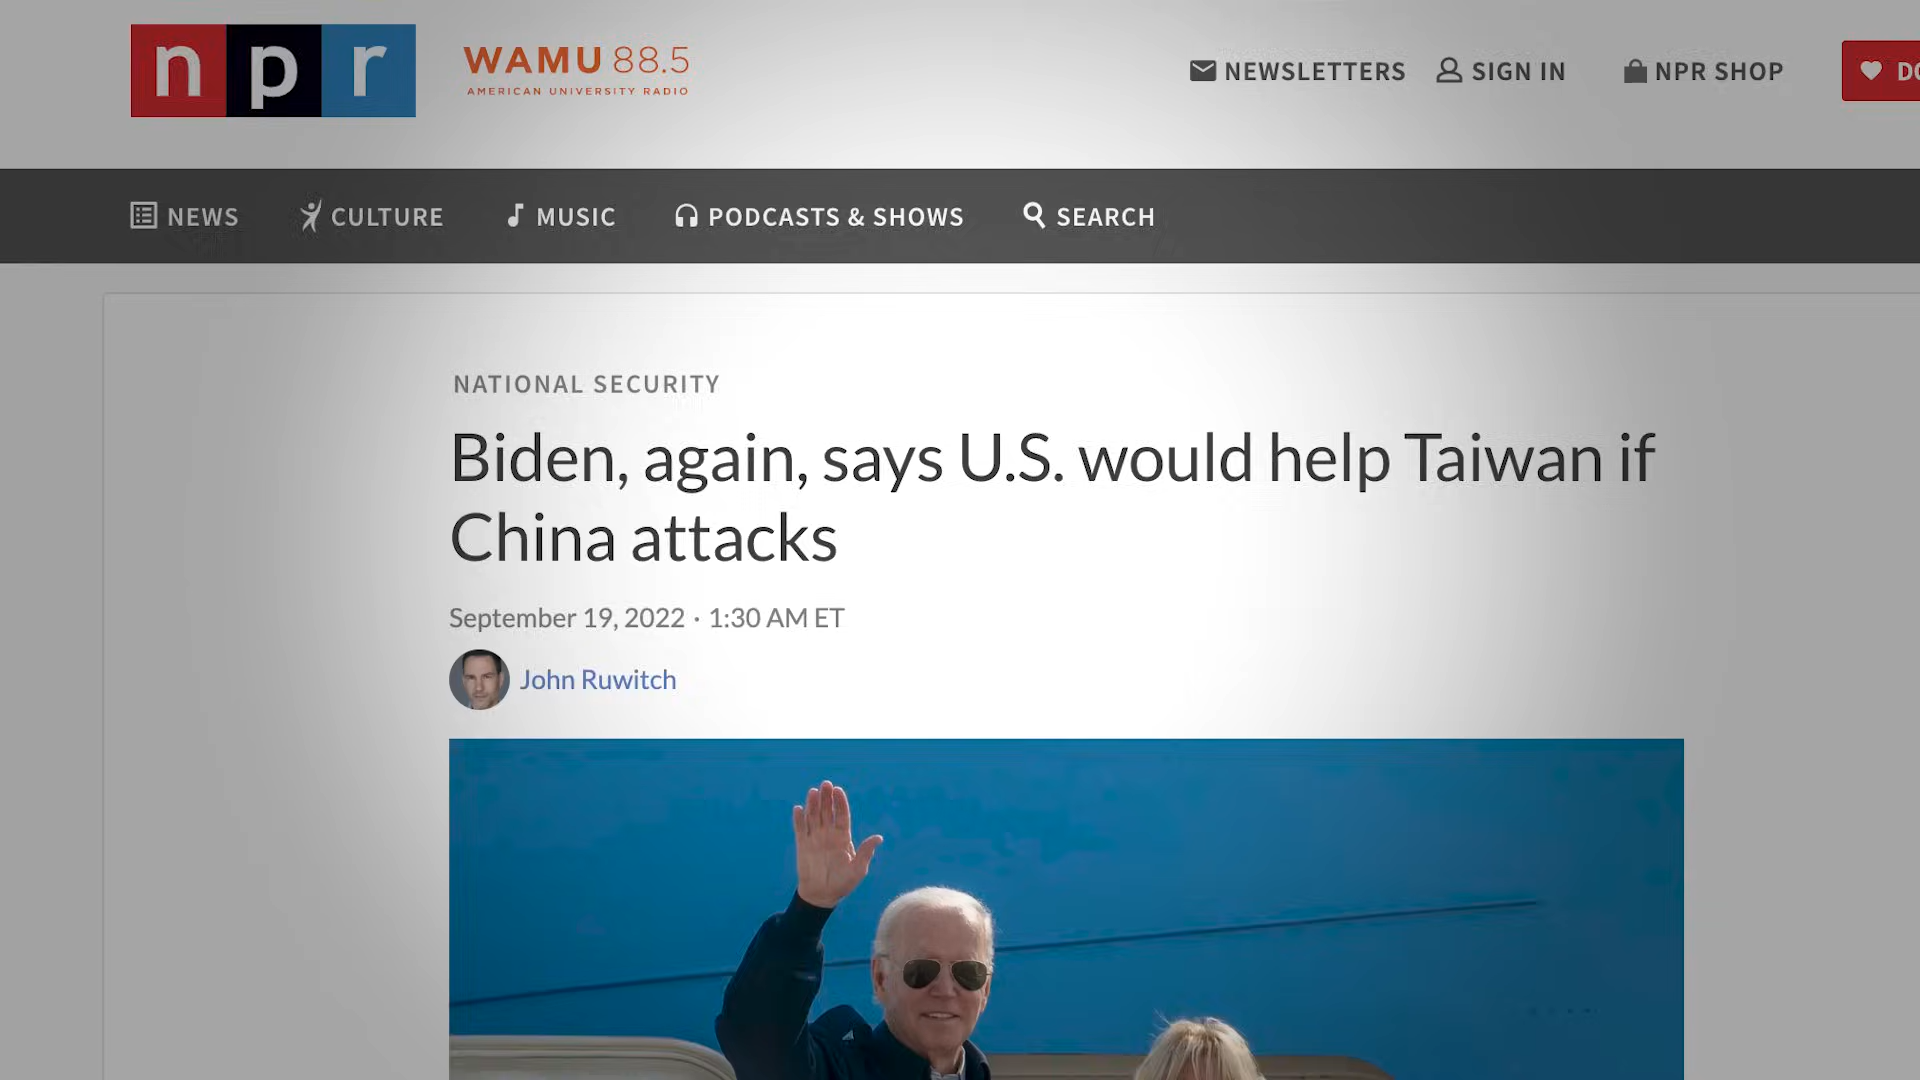 npr
WAMU 88.5
AMERICAN UNIVERSITY RADIO
NEWSLETTERS
SIGN IN
NPR SHOP
NEWS
CULTURE
MUSIC
PODCASTS & SHOWS
SEARCH
NATIONAL SECURITY
Biden, again, says U.S. would help Taiwan if
China attacks
September 19, 2022 · 1:30 AM ET
John Ruwitch